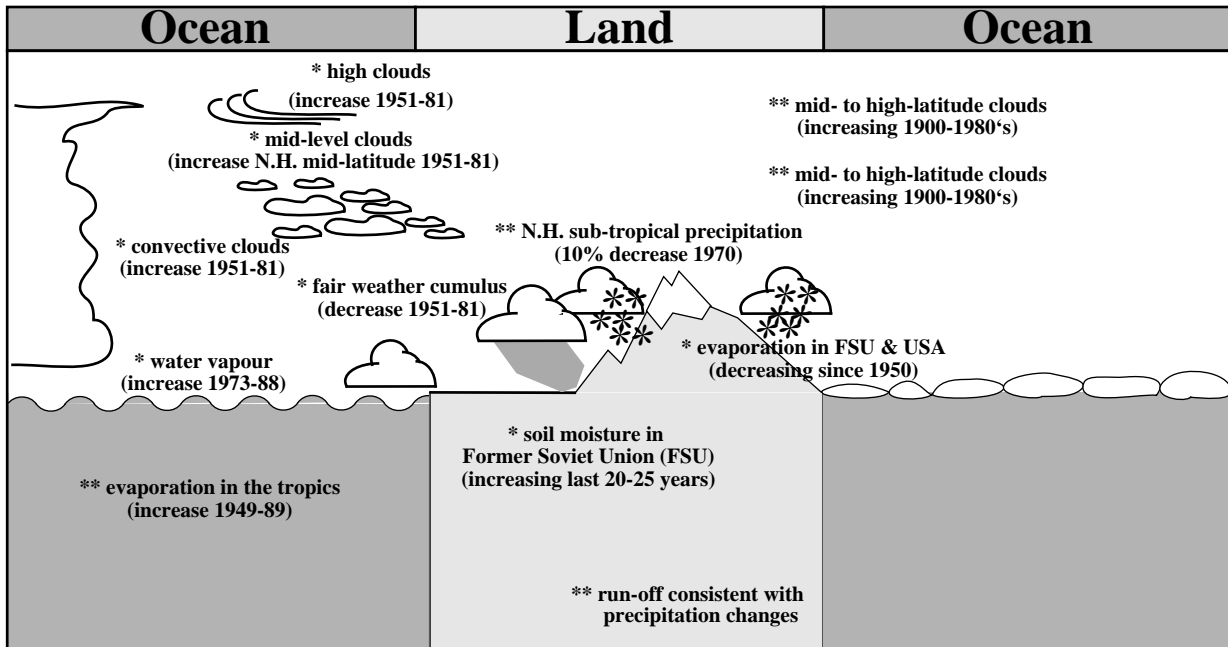 Ocean
Land
Ocean
* high clouds
(increase 1951-81)
** mid- to high-latitude clouds
(increasing 1900-1980‘s)
* mid-level clouds
(increase N.H. mid-latitude 1951-81)
** mid- to high-latitude clouds
(increasing 1900-1980‘s)
* convective clouds
(increase 1951-81)
** N.H. sub-tropical precipitation
(10% decrease 1970)
* fair weather cumulus
(decrease 1951-81)
* water vapour
(increase 1973-88)
* evaporation in FSU & USA
(decreasing since 1950)
* soil moisture in
Former Soviet Union (FSU)
(increasing last 20-25 years)
** evaporation in the tropics
(increase 1949-89)
** run-off consistent with
precipitation changes